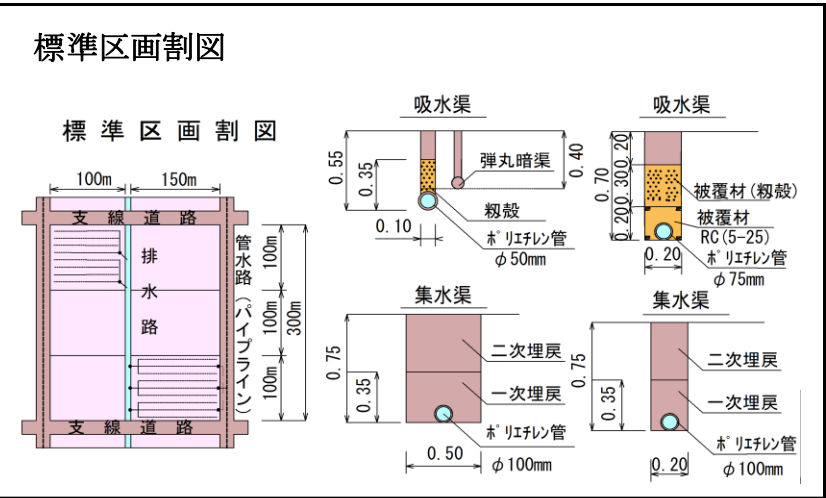 標準区画割図
標準区画割図
100m
150m
支線道路
排水路
管水路(パイプライン)
100m
100m
100m
300m
支線道路
吸水渠
0.55
0.35
0.40
弾丸暗渠
籾殻
0.10
ポリエチレン管
φ50mm
吸水渠
0.70
0.20
0.30
0.20
被覆材(籾殻)
被覆材
RC(5-25)
ポリエチレン管
0.20
φ75mm
集水渠
0.75
0.35
二次埋戻
一次埋戻
ポリエチレン管
0.50
φ100mm
集水渠
0.75
0.35
二次埋戻
一次埋戻
ポリエチレン管
0.20
φ100mm